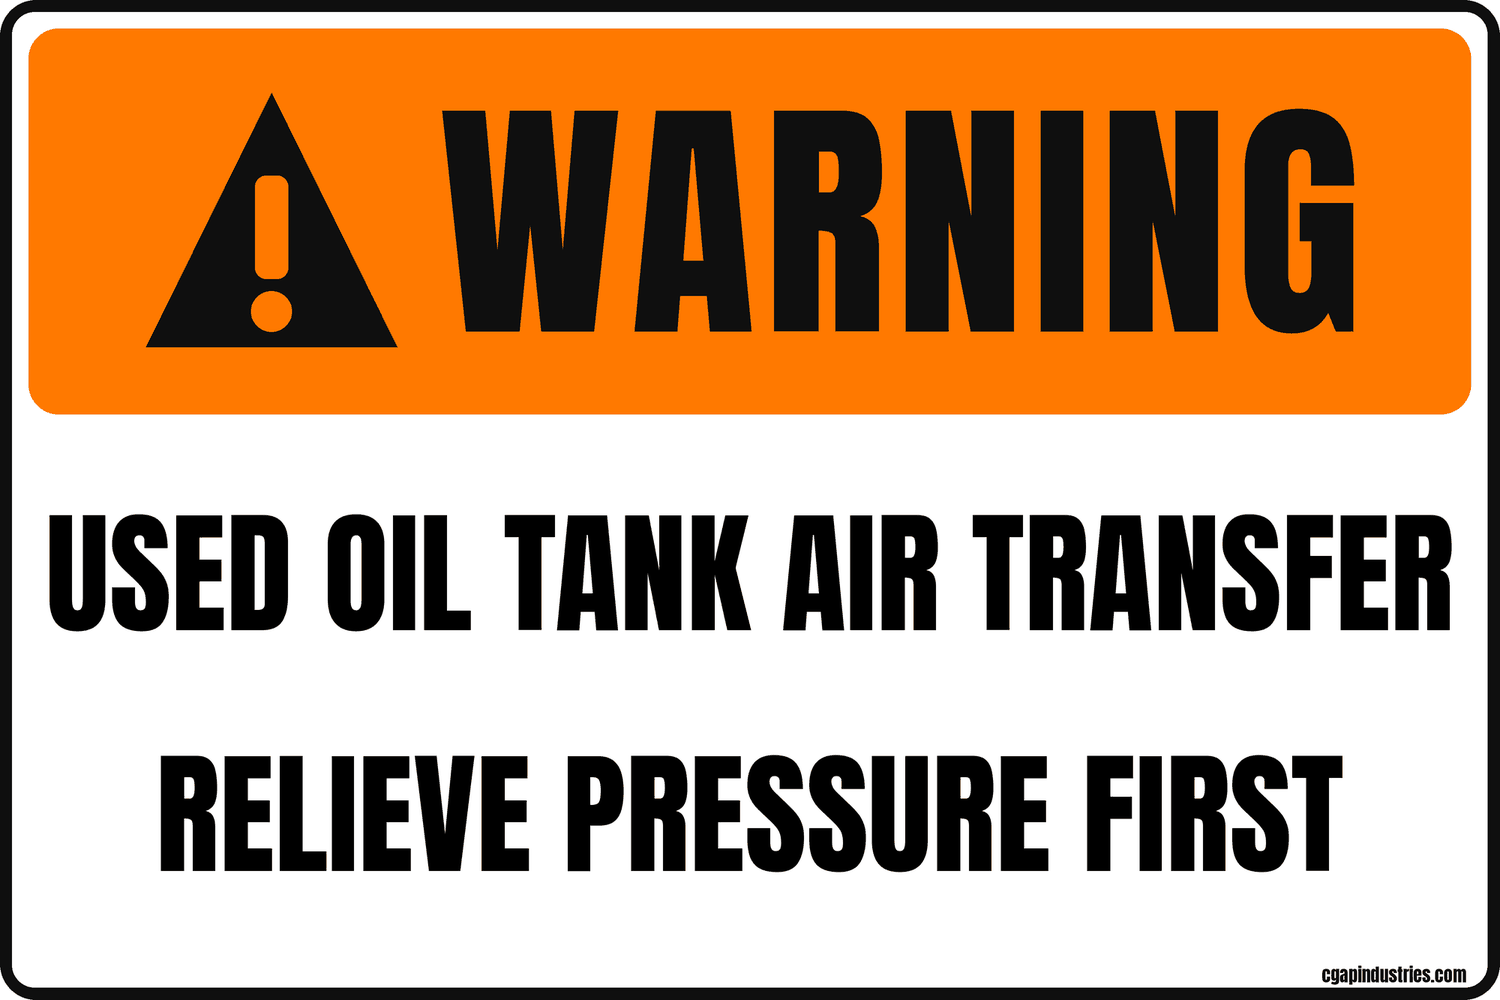 WARNING
USED OIL TANK AIR TRANSFER
RELIEVE PRESSURE FIRST
cgapindustries.com